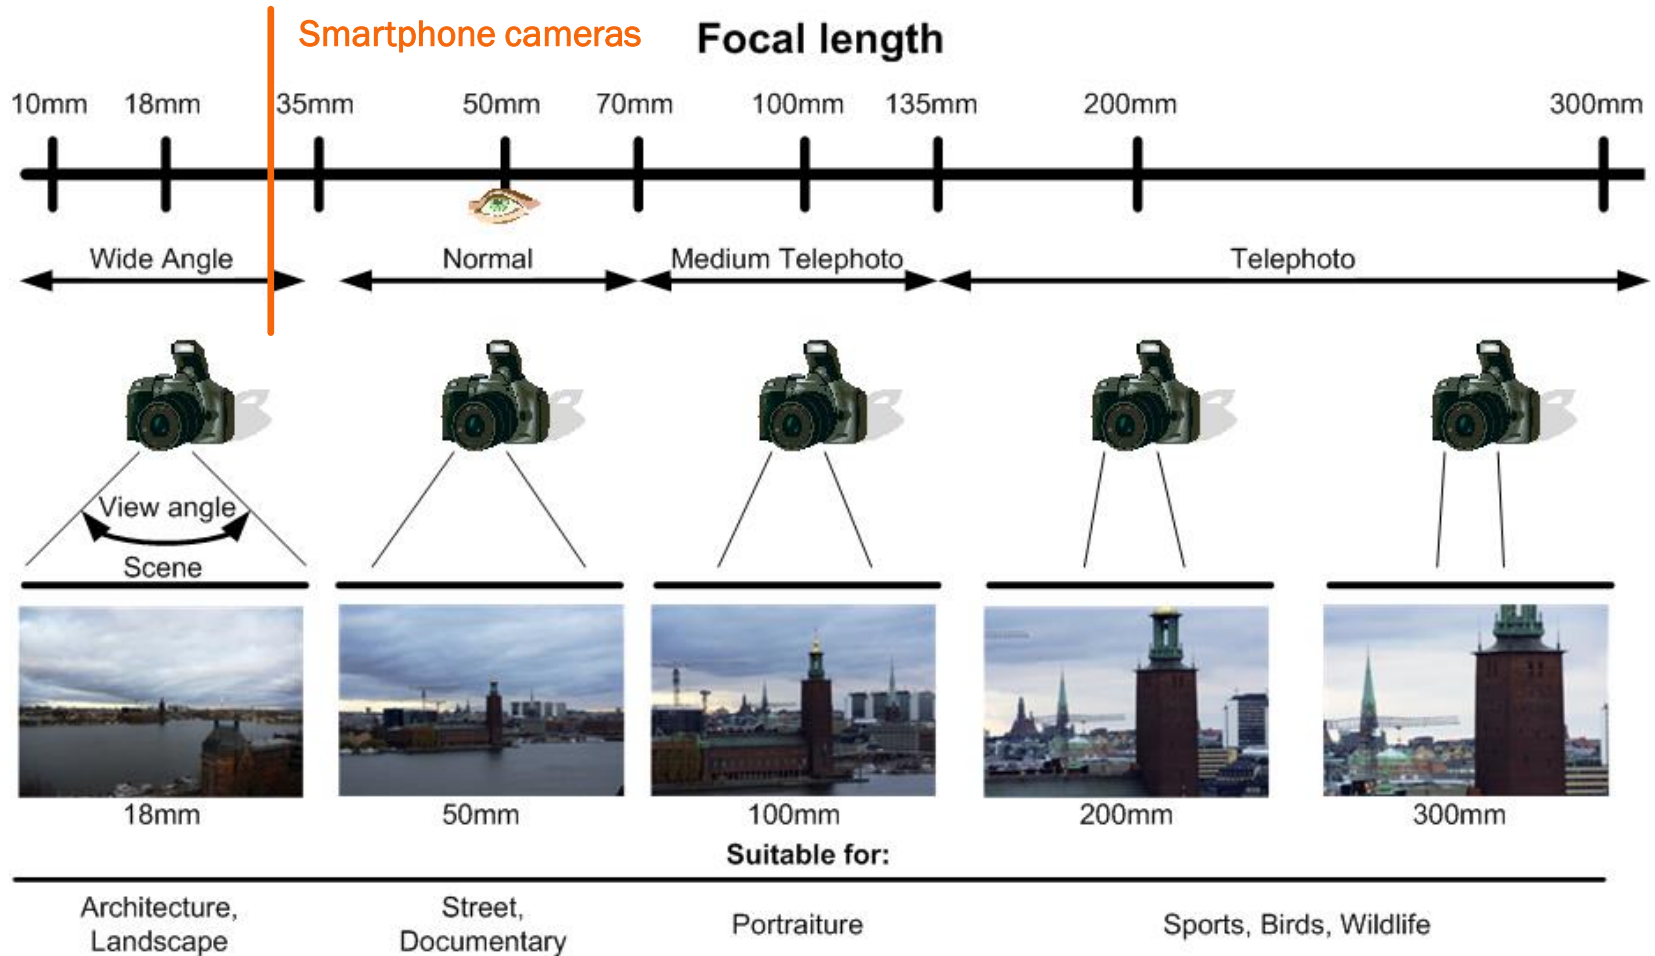 Smartphone cameras
Focal length
10mm 18mm 35mm 50mm 70mm 100mm 135mm 200mm 300mm
Wide Angle Normal Medium Telephoto Telephoto
View angle
Scene
18mm 50mm 100mm 200mm 300mm
Suitable for:
Architecture,
Landscape
Street,
Documentary
Portraiture
Sports, Birds, Wildlife